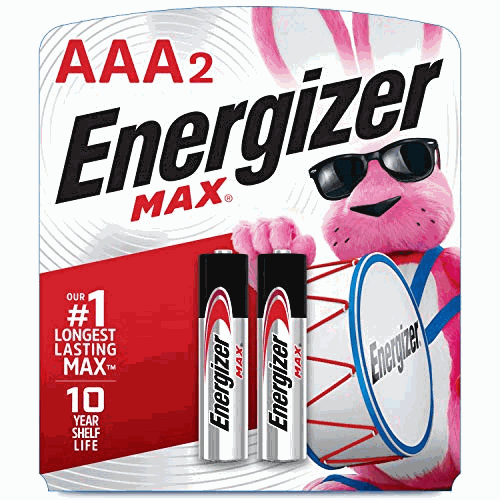 AAA2
Energizer
MAX®
OUR
#1
LONGEST
LASTING
MAX™
10
YEAR
SHELF
LIFE
Energizer
MAX
Energizer
MAX
Energizer